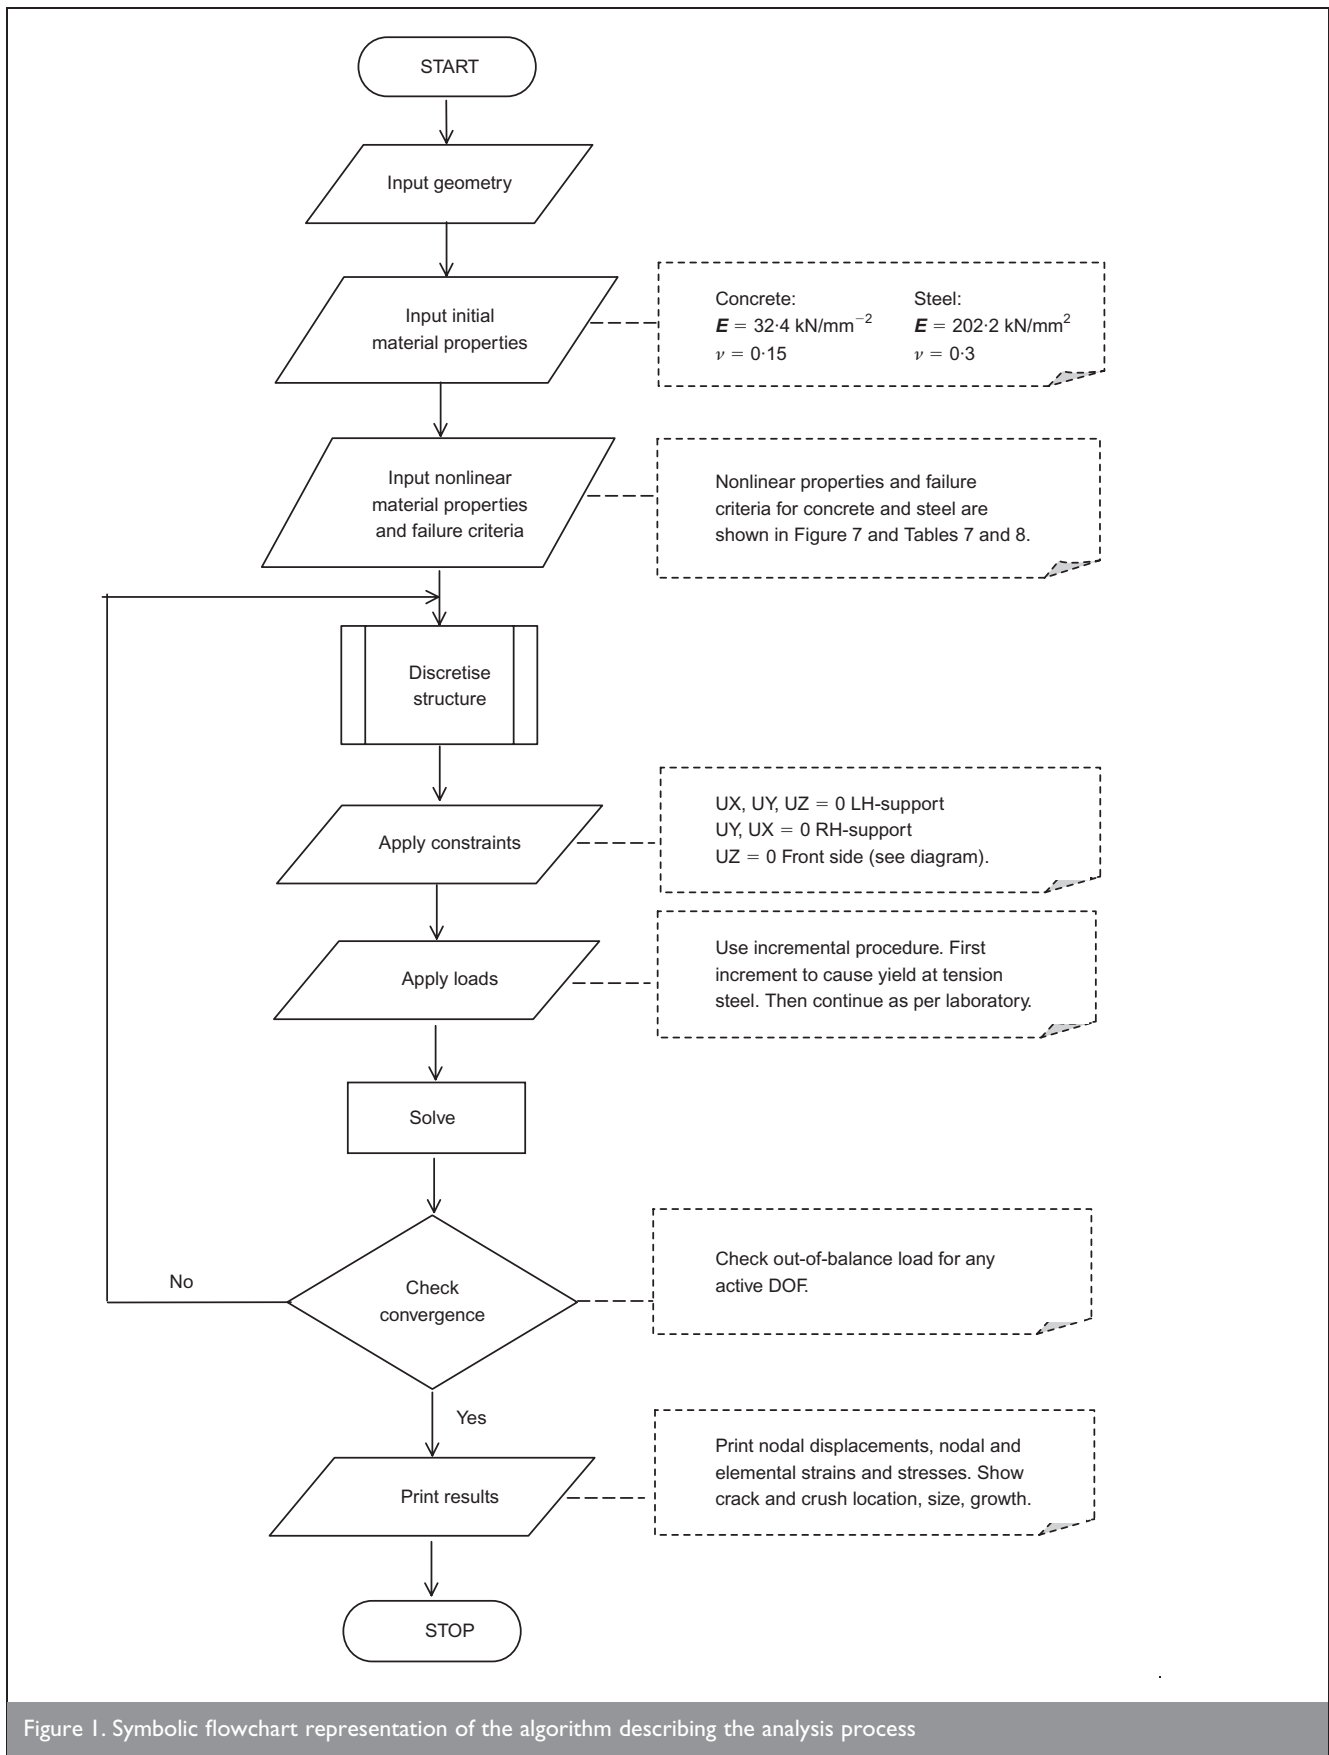 START
Input geometry
Input initial
material properties
Concrete:
E = 32·4 kN/mm⁻²
ν = 0·15
Steel:
E = 202·2 kN/mm²
ν = 0·3
Input nonlinear
material properties
and failure criteria
Nonlinear properties and failure
criteria for concrete and steel are
shown in Figure 7 and Tables 7 and 8.
Discretise
structure
Apply constraints
UX, UY, UZ = 0 LH-support
UY, UX = 0 RH-support
UZ = 0 Front side (see diagram).
Apply loads
Use incremental procedure. First
increment to cause yield at tension
steel. Then continue as per laboratory.
Solve
Check
convergence
No
Check out-of-balance load for any
active DOF.
Yes
Print results
Print nodal displacements, nodal and
elemental strains and stresses. Show
crack and crush location, size, growth.
STOP
Figure 1. Symbolic flowchart representation of the algorithm describing the analysis process